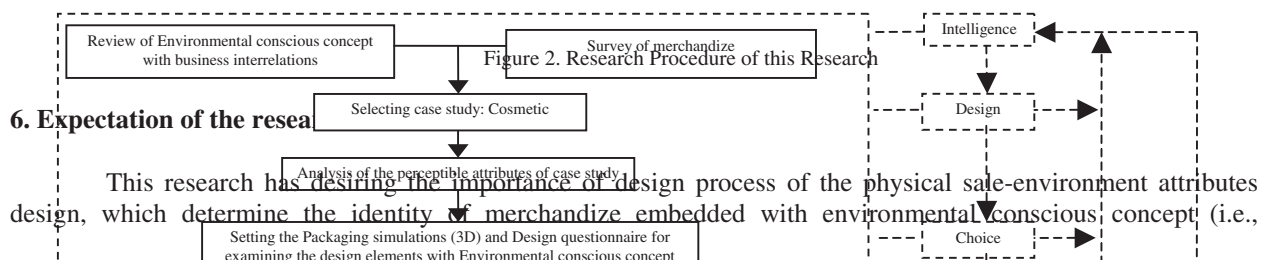 Review of Environmental conscious concept
with business interrelations
Survey of merchandize
Intelligence
Figure 2. Research Procedure of this Research
Selecting case study: Cosmetic
Design
6. Expectation of the resear
Analysis of the perceptible attributes of case study
This research has desiring the importance of design process of the physical sale-environment attributes
design, which determine the identity of merchandize embedded with environmental conscious concept (i.e.,
Setting the Packaging simulations (3D) and Design questionnaire for
examining the design elements with Environmental conscious concept
Choice